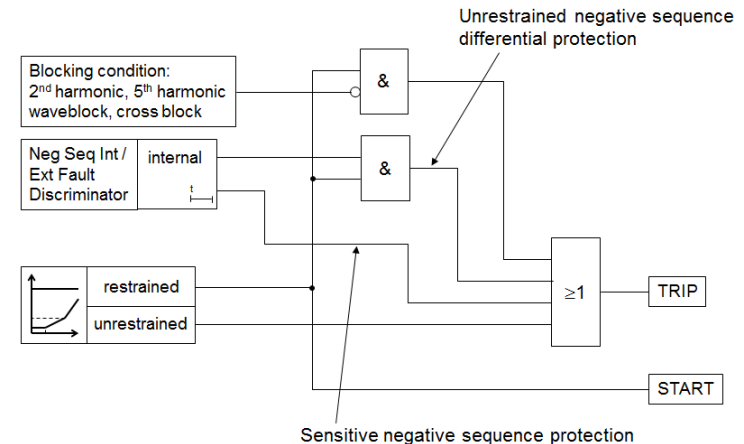 Unrestrained negative sequence
differential protection
Blocking condition:
2nd harmonic, 5th harmonic
waveblock, cross block
&
Neg Seq Int /
Ext Fault
Discriminator
internal
t
&
restrained
unrestrained
≥1
TRIP
START
Sensitive negative sequence protection